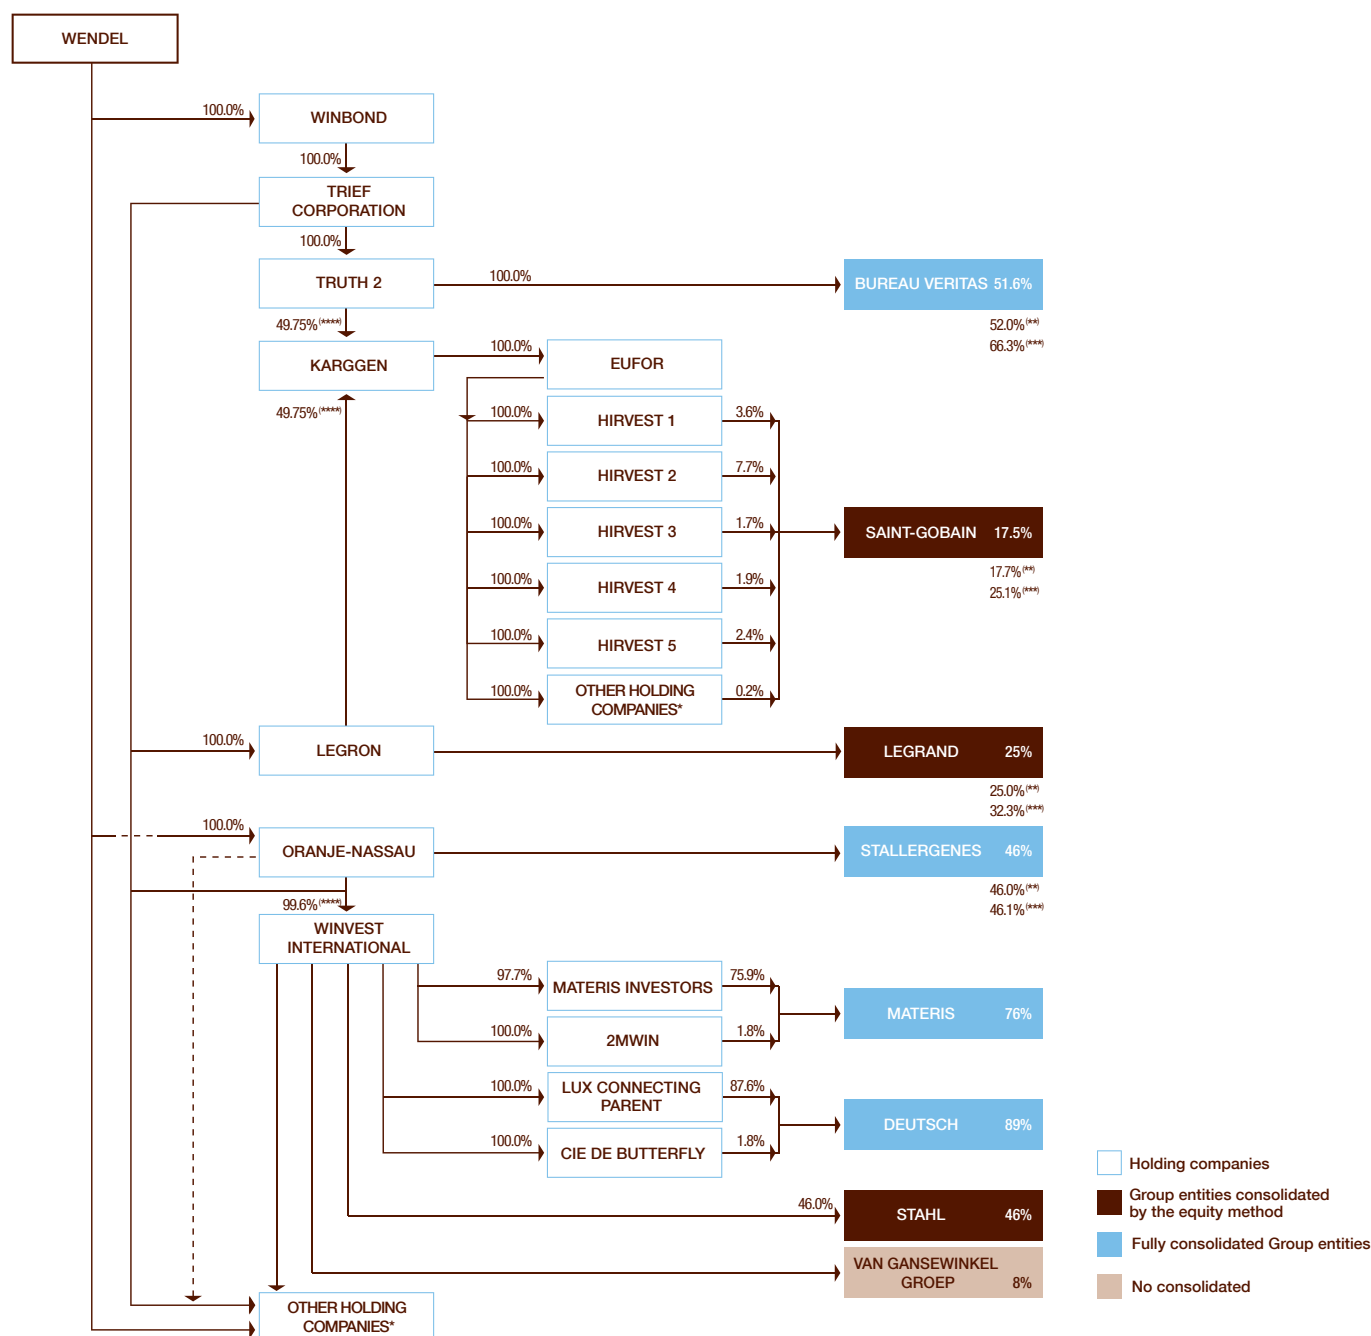 WENDEL
100.0%
WINBOND
100.0%
TRIEF
CORPORATION
100.0%
TRUTH 2
100.0%
BUREAU VERITAS 51.6%
52.0%(**)
66.3%(***)
49.75%(****)
KARGGEN
100.0%
EUFOR
49.75%(****)
100.0%
HIRVEST 1
3.6%
100.0%
HIRVEST 2
7.7%
100.0%
HIRVEST 3
1.7%
SAINT-GOBAIN 17.5%
17.7%(**)
25.1%(***)
100.0%
HIRVEST 4
1.9%
100.0%
HIRVEST 5
2.4%
100.0%
OTHER HOLDING
COMPANIES*
0.2%
100.0%
LEGRON
LEGRAND 25%
25.0%(**)
32.3%(***)
100.0%
ORANJE-NASSAU
STALLERGENES 46%
46.0%(**)
46.1%(***)
99.6%(****)
WINVEST
INTERNATIONAL
97.7%
MATERIS INVESTORS
75.9%
MATERIS 76%
100.0%
2MWIN
1.8%
100.0%
LUX CONNECTING
PARENT
87.6%
DEUTSCH 89%
100.0%
CIE DE BUTTERFLY
1.8%
46.0%
STAHL 46%
VAN GANSEWINKEL
GROEP 8%
OTHER HOLDING
COMPANIES*
Holding companies
Group entities consolidated
by the equity method
Fully consolidated Group entities
No consolidated